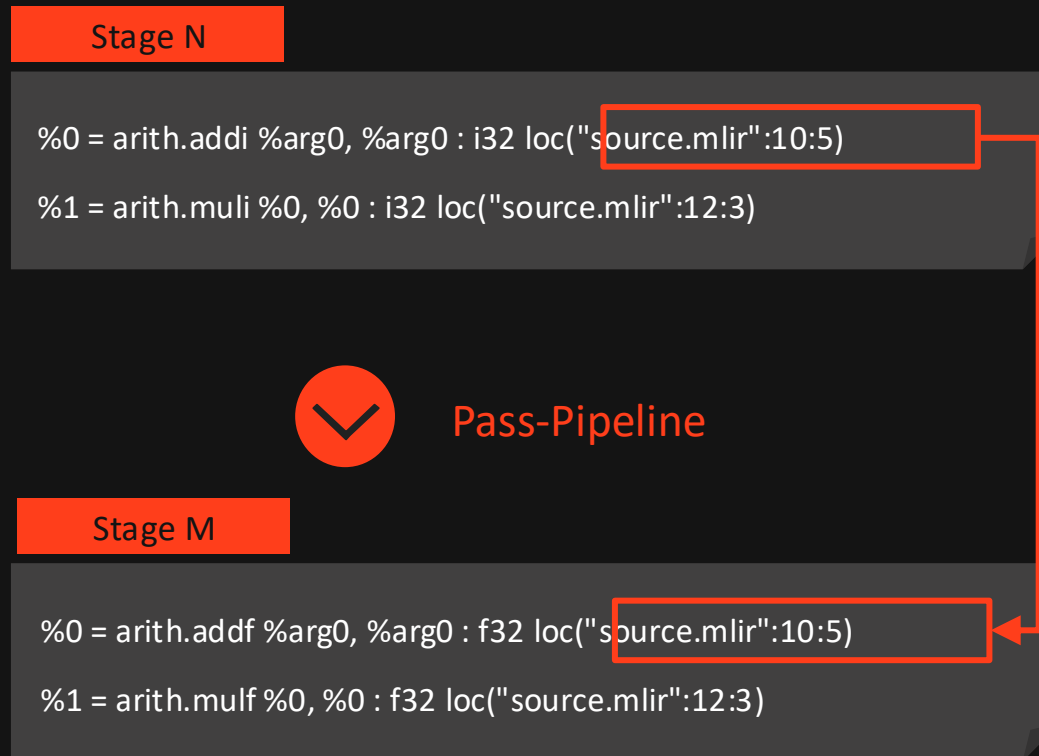 Stage N
%0 = arith.addi %arg0, %arg0 : i32 loc("source.mlir":10:5)
%1 = arith.muli %0, %0 : i32 loc("source.mlir":12:3)
Pass-Pipeline
Stage M
%0 = arith.addf %arg0, %arg0 : f32 loc("source.mlir":10:5)
%1 = arith.mulf %0, %0 : f32 loc("source.mlir":12:3)